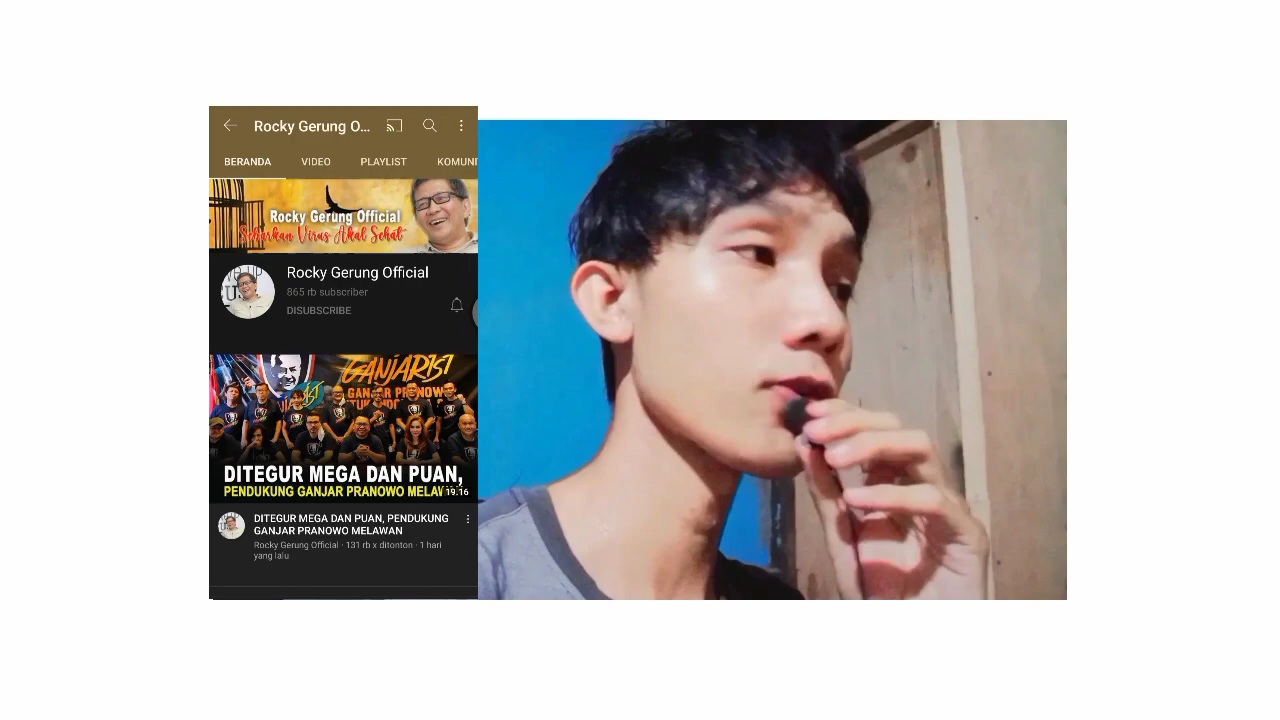 Rocky Gerung O...
BERANDA VIDEO PLAYLIST KOMUNI
Rocky Gerung Official
Sebarkan Virus Akal Sehat
Rocky Gerung Official
865 rb subscriber
DISUBSCRIBE
GANJARIST
GANJAR PRANOWO
DITEGUR MEGA DAN PUAN,
PENDUKUNG GANJAR PRANOWO MELAW
19.16
DITEGUR MEGA DAN PUAN, PENDUKUNG
GANJAR PRANOWO MELAWAN
Rocky Gerung Official · 131 rb x ditonton · 1 hari
yang lalu